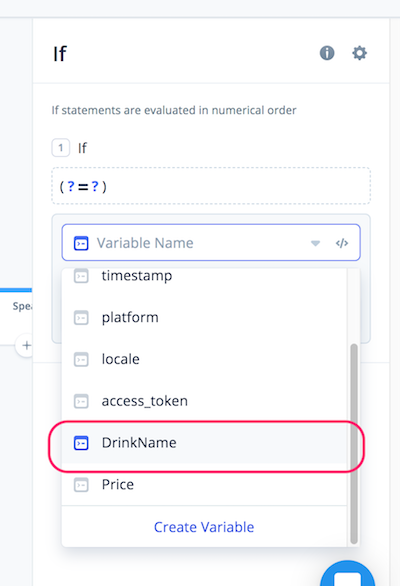 If
If statements are evaluated in numerical order
1 If
(?=?)
Variable Name
timestamp
Spea
platform
locale
access_token
DrinkName
Price
Create Variable